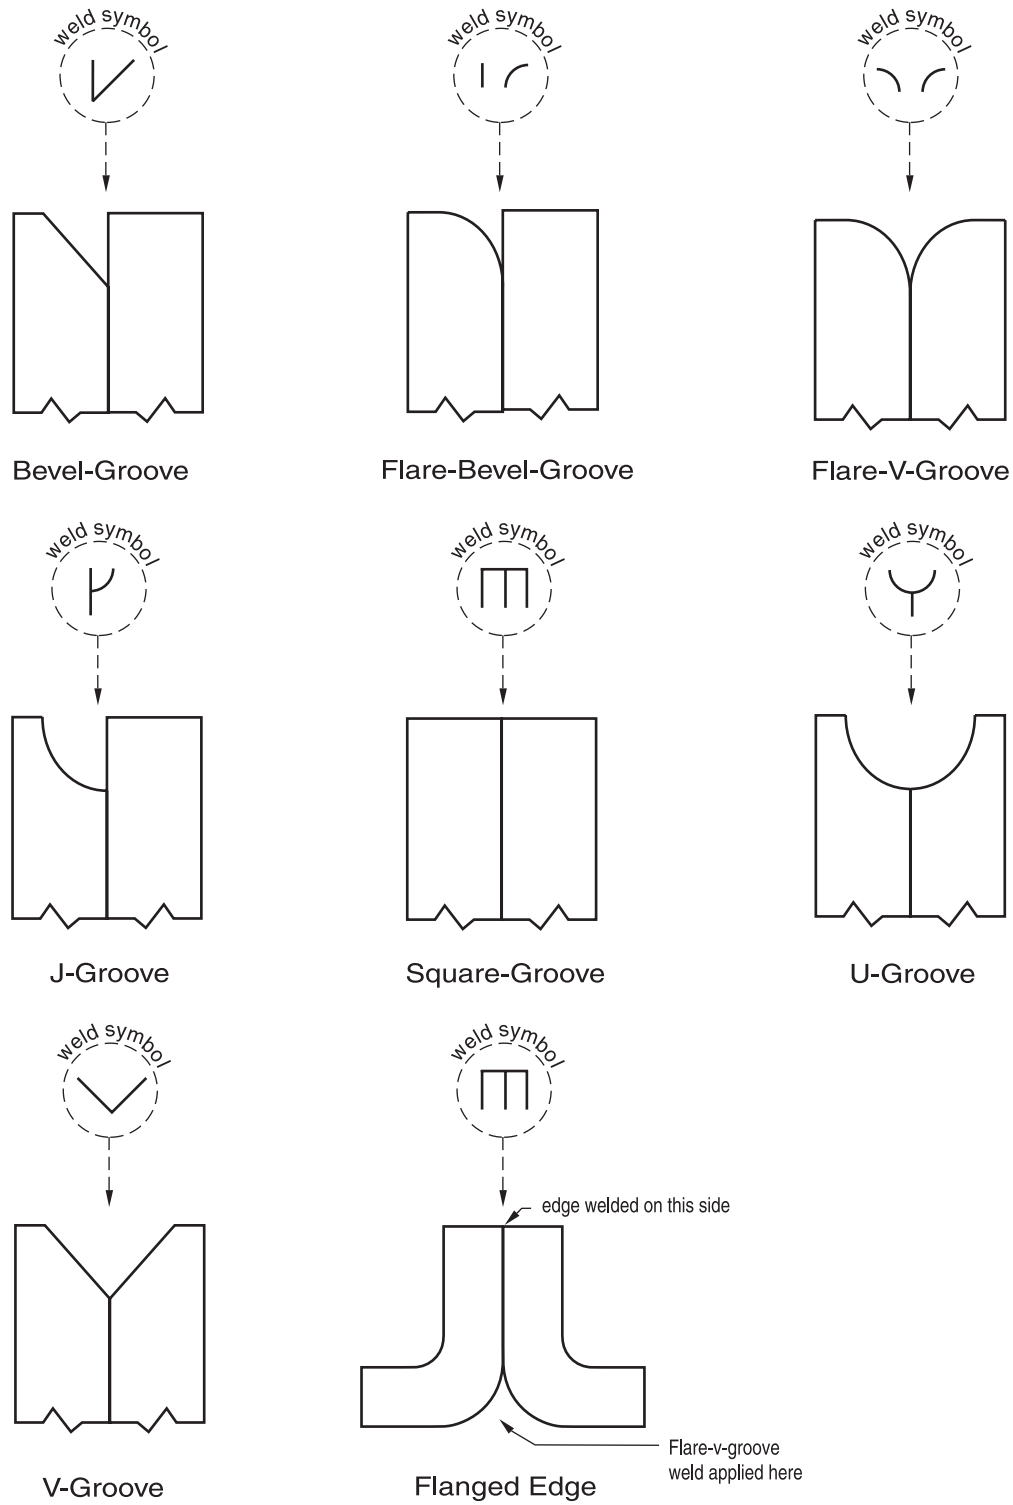 weld symbol
weld symbol
weld symbol
Bevel-Groove
Flare-Bevel-Groove
Flare-V-Groove
weld symbol
weld symbol
weld symbol
J-Groove
Square-Groove
U-Groove
weld symbol
weld symbol
edge welded on this side
Flare-v-groove
weld applied here
V-Groove
Flanged Edge